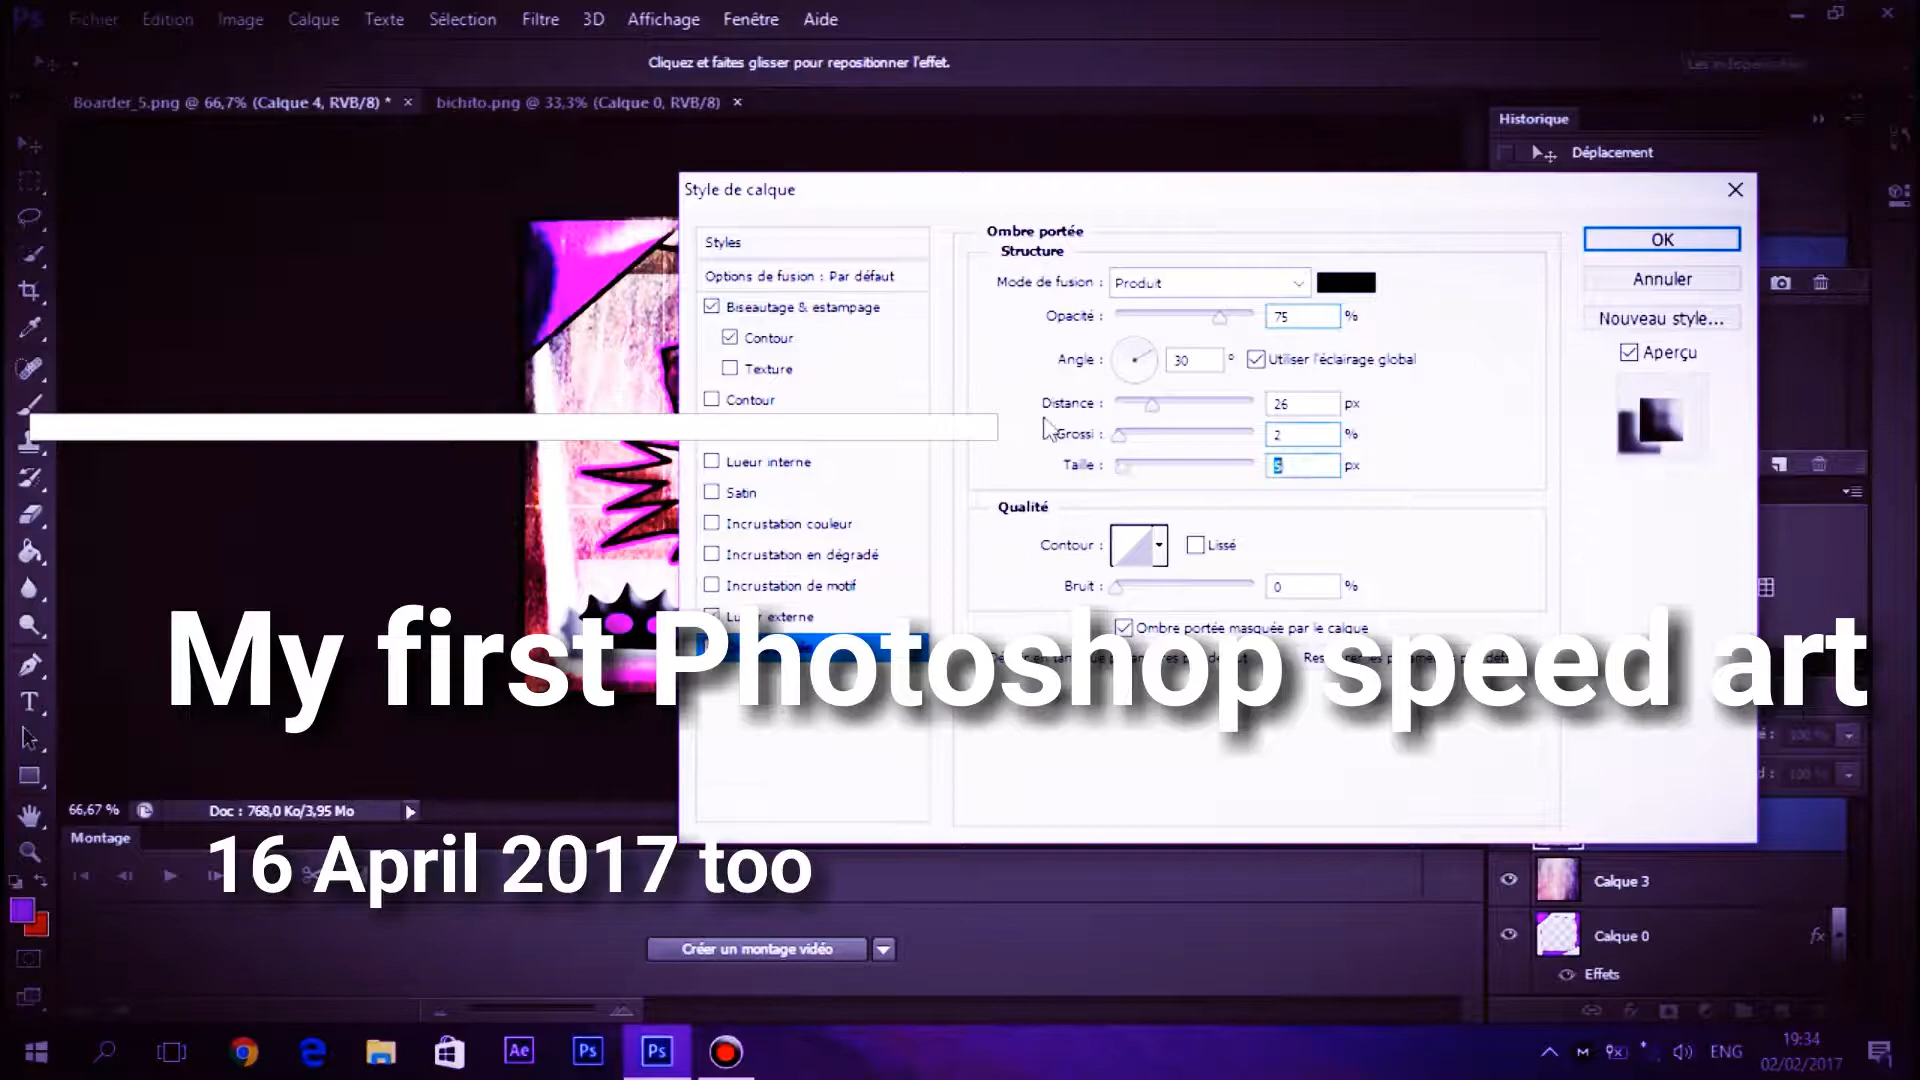 Ps Fichier Edition Image Calque Texte Sélection Filtre 3D Affichage Fenêtre Aide
Cliquez et faites glisser pour repositionner l'effet.
Boarder_5.png @ 66,7% (Calque 4, RVB/8) * × bichito.png @ 33,3% (Calque 0, RVB/8) ×
Historique
Déplacement
Style de calque
Styles
Options de fusion : Par défaut
Biseautage & estampage
Contour
Texture
Contour
Lueur interne
Satin
Incrustation couleur
Incrustation en dégradé
Incrustation de motif
externe
Ombre portée
Structure
Mode de fusion : Produit
Opacité : 75 %
Angle : 30 ° Utiliser l'éclairage global
Distance : 26 px
Grossi : 2 %
Taille : 5 px
Qualité
Contour : Lissé
Bruit : 0 %
Ombre portée masquée par le calque
OK
Annuler
Nouveau style...
Aperçu
My first Photoshop speed art
16 April 2017 too
66,67 % Doc : 768,0 Ko/3,95 Mo
Montage
Créer un montage vidéo
Calque 3
Calque 0 fx
Effets
Ae Ps Ps
ENG
19:34
02/02/2017